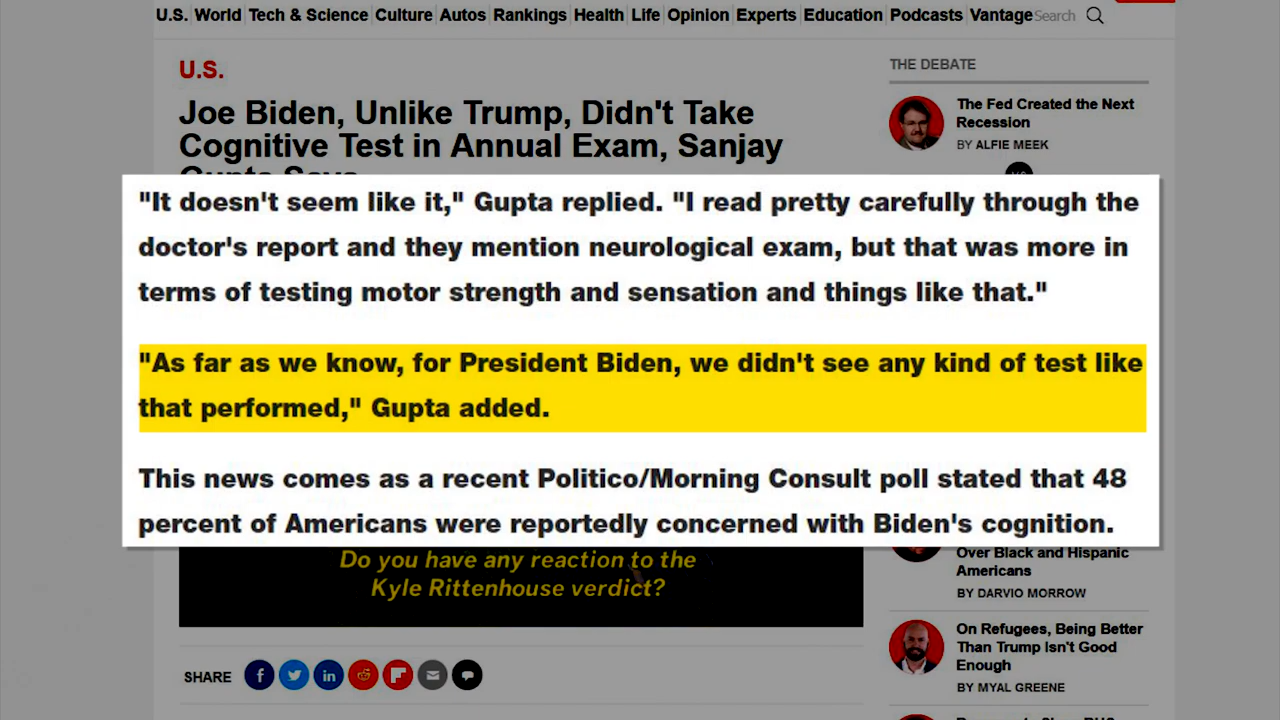 U.S. World Tech & Science Culture Autos Rankings Health Life Opinion Experts Education Podcasts Vantage Search
U.S.
Joe Biden, Unlike Trump, Didn't Take
Cognitive Test in Annual Exam, Sanjay
Gupta Says
"It doesn't seem like it," Gupta replied. "I read pretty carefully through the
doctor's report and they mention neurological exam, but that was more in
terms of testing motor strength and sensation and things like that."
"As far as we know, for President Biden, we didn't see any kind of test like
that performed," Gupta added.
This news comes as a recent Politico/Morning Consult poll stated that 48
percent of Americans were reportedly concerned with Biden's cognition.
Do you have any reaction to the
Kyle Rittenhouse verdict?
SHARE
THE DEBATE
The Fed Created the Next
Recession
BY ALFIE MEEK
Over Black and Hispanic
Americans
BY DARVIO MORROW
On Refugees, Being Better
Than Trump Isn't Good
Enough
BY MYAL GREENE